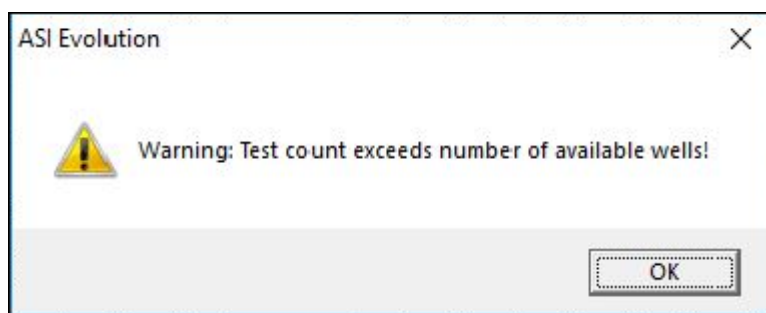 ASI Evolution
Warning: Test count exceeds number of available wells!
OK